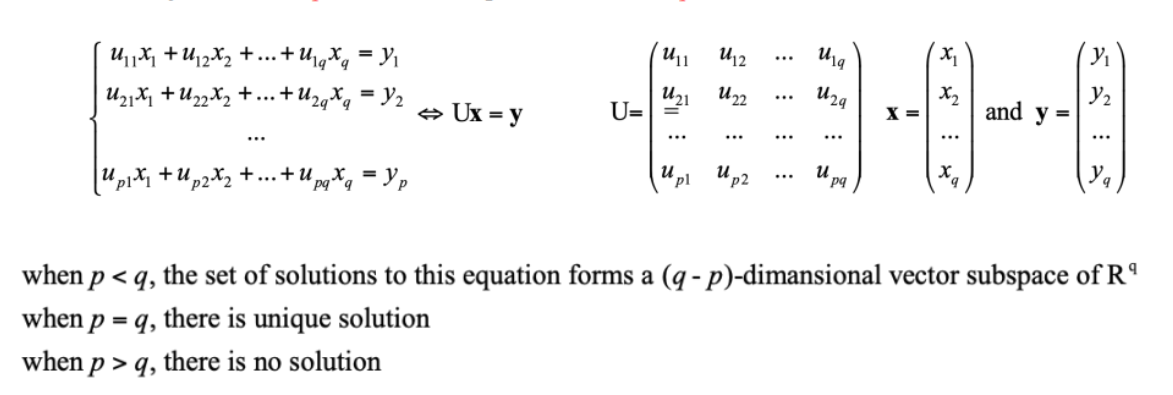 u11x1 + u12x2 + ... + u1qxq = y1
u21x1 + u22x2 + ... + u2qxq = y2
...
up1x1 + up2x2 + ... + upqxq = yp
⇔ Ux = y
U=
u11 u12 ... u1q
u21 u22 ... u2q
=
... ... ... ...
up1 up2 ... upq
x =
x1
x2
...
xq
and y =
y1
y2
...
yq
when p < q, the set of solutions to this equation forms a (q - p)-dimansional vector subspace of R^q
when p = q, there is unique solution
when p > q, there is no solution